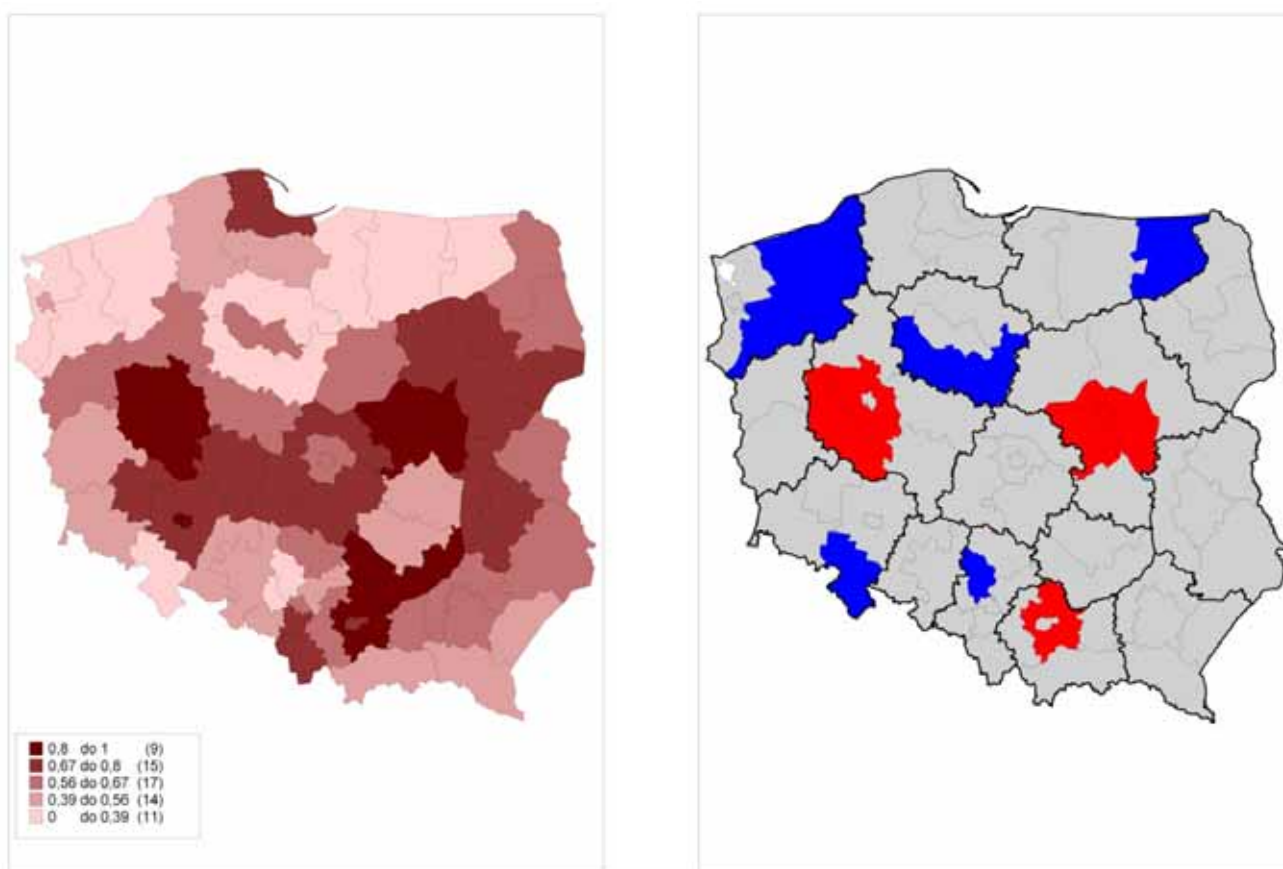 0,8 do 1 (9)
0,67 do 0,8 (15)
0,56 do 0,67 (17)
0,39 do 0,56 (14)
0 do 0,39 (11)